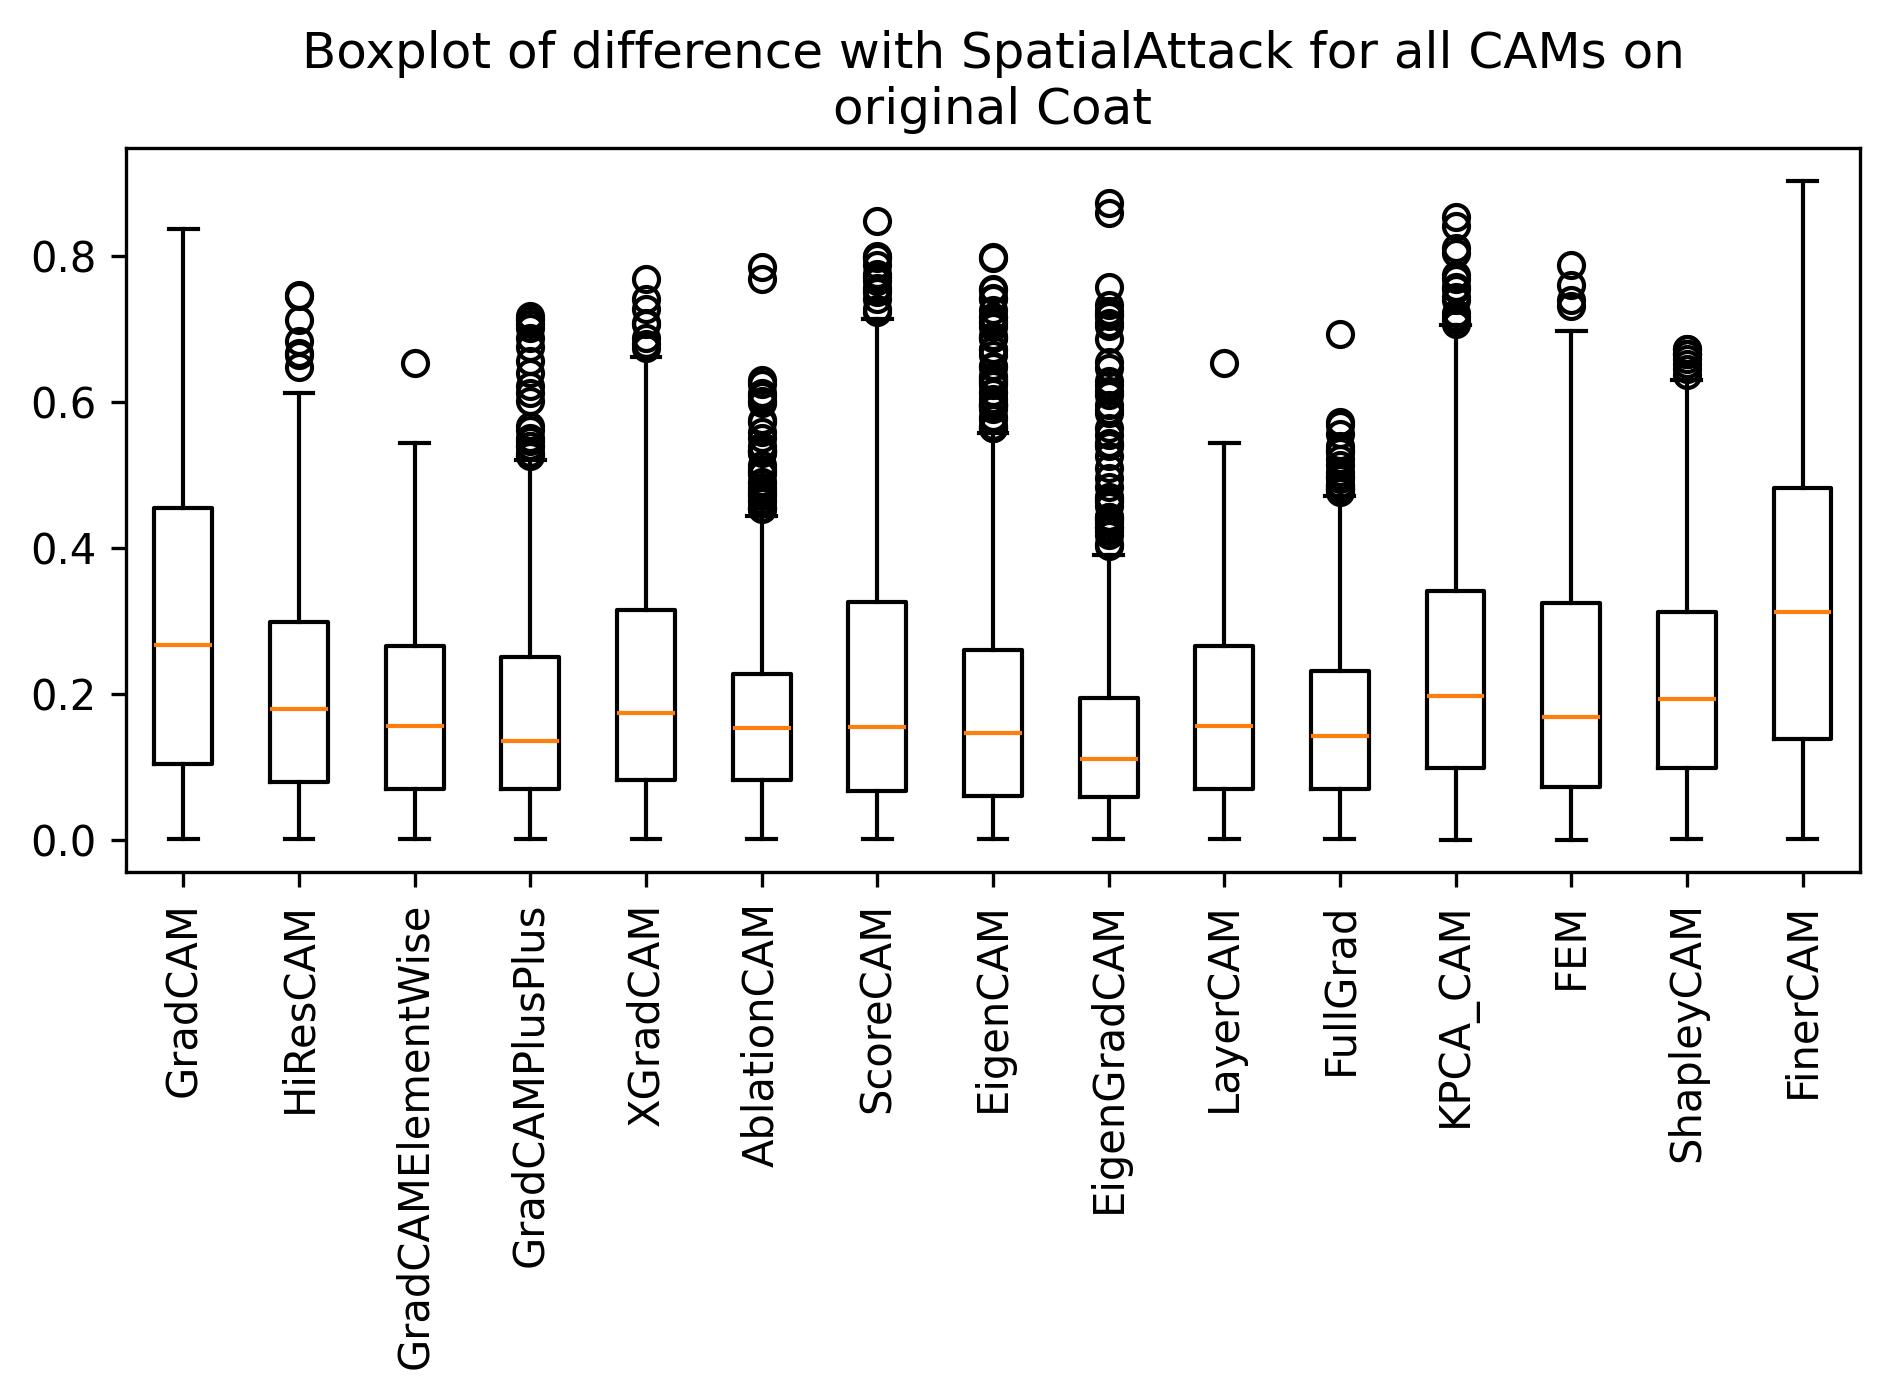 Boxplot of difference with SpatialAttack for all CAMs on
original Coat
0.8
0.6
0.4
0.2
0.0
GradCAM
HiResCAM
GradCAMElementWise
GradCAMPlusPlus
XGradCAM
AblationCAM
ScoreCAM
EigenCAM
EigenGradCAM
LayerCAM
FullGrad
KPCA_CAM
FEM
ShapleyCAM
FinerCAM